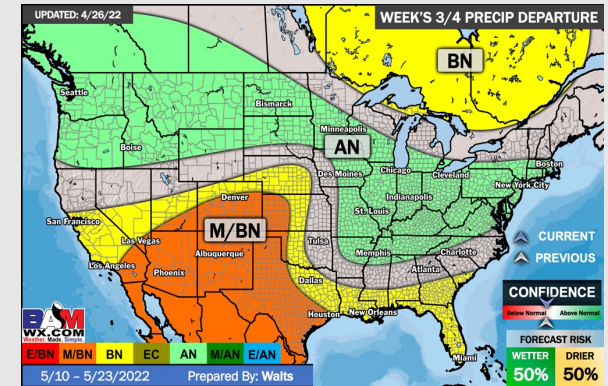 UPDATED: 4/26/22
WEEK'S 3/4 PRECIP DEPARTURE
BN
Seattle
Bismarck
Minneapolis
Boise
AN
Boston
Des Moines
Chicago
Cleveland
New York City
Denver
Indianapolis
San Francisco
St. Louis
M/BN
Las Vegas
Tulsa
CURRENT
Albuquerque
Memphis
Charlotte
PREVIOUS
Los Angeles
Phoenix
Atlanta
Dallas
CONFIDENCE
Houston
New Orleans
Below Normal
Above Normal
BAM
WX.COM
Weather. Made. Simple.
FORECAST RISK
E/BN
M/BN
BN
EC
AN
M/AN
E/AN
Miami
WETTER
DRIER
50%
50%
5/10 – 5/23/2022
Prepared By: Walts